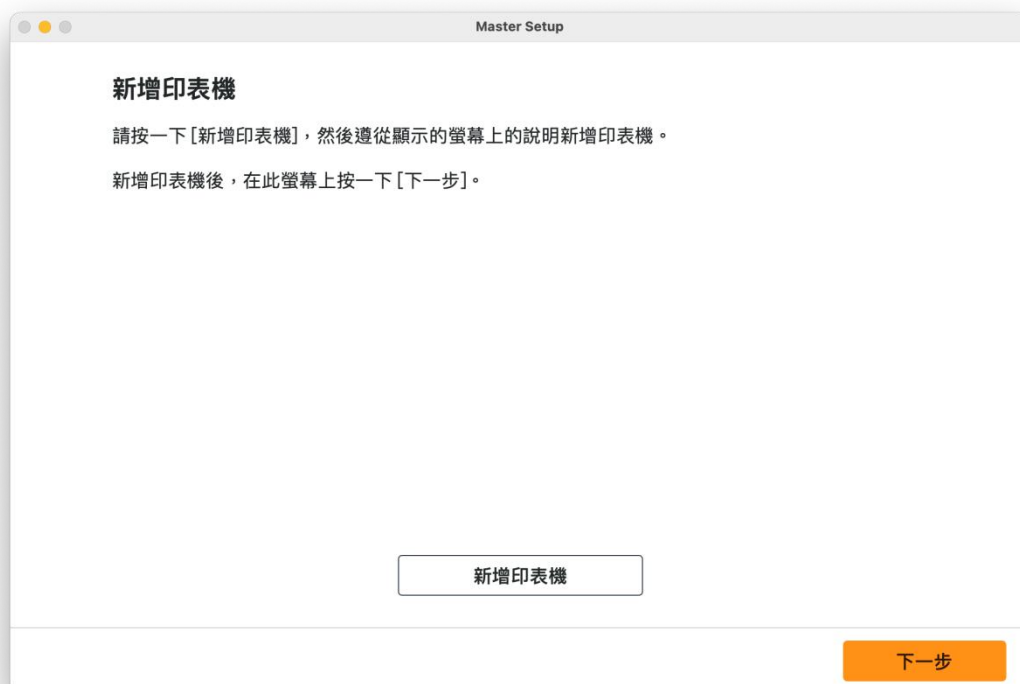 Master Setup
新增印表機
請按一下[新增印表機]，然後遵從顯示的螢幕上的說明新增印表機。
新增印表機後，在此螢幕上按一下[下一步]。
新增印表機
下一步